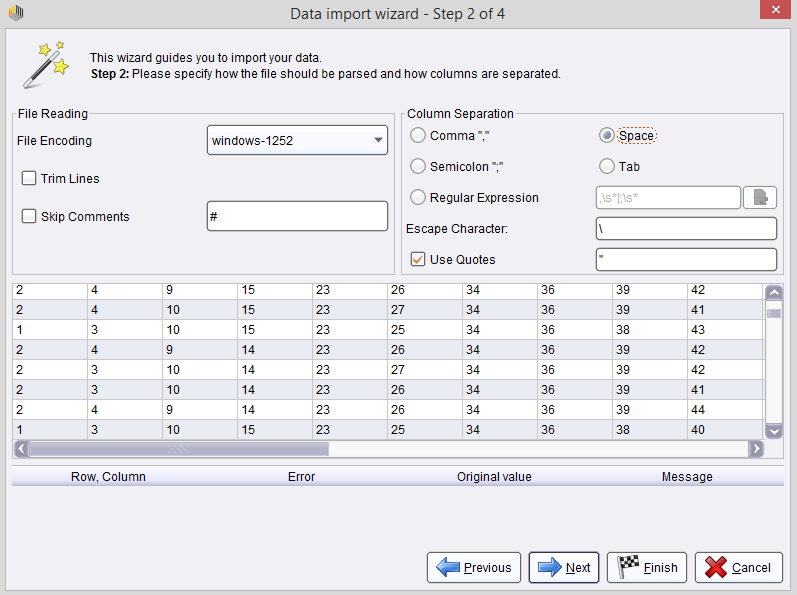 Data import wizard - Step 2 of 4
This wizard guides you to import your data.
Step 2: Please specify how the file should be parsed and how columns are separated.
File Reading
File Encoding windows-1252
Trim Lines
Skip Comments #
Column Separation
Comma "," Space
Semicolon ";" Tab
Regular Expression ,\s*|;\s*
Escape Character: \
Use Quotes "
2 4 9 15 23 26 34 36 39 42
2 4 10 15 23 27 34 36 39 41
1 3 10 15 23 25 34 36 38 43
2 4 9 14 23 26 34 36 39 42
2 3 10 14 23 27 34 36 39 42
2 3 10 14 23 26 34 36 39 41
2 4 9 14 23 26 34 36 39 44
1 3 10 15 23 25 34 36 38 40
Row, Column Error Original value Message
Previous Next Finish Cancel